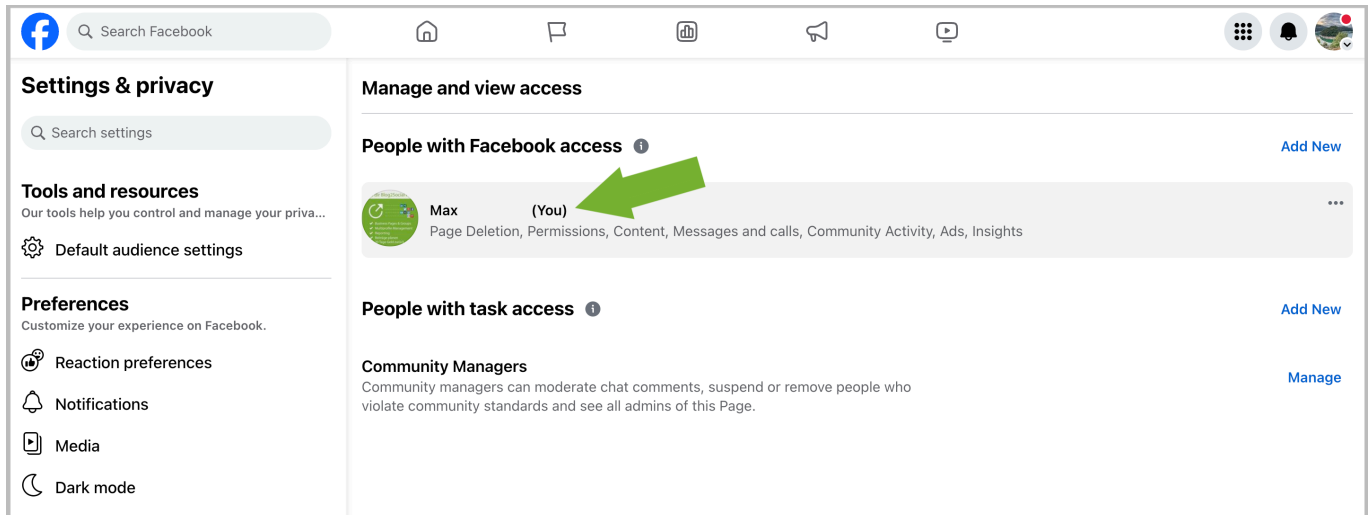 Search Facebook
Settings & privacy
Search settings
Tools and resources
Our tools help you control and manage your priva...
Default audience settings
Preferences
Customize your experience on Facebook.
Reaction preferences
Notifications
Media
Dark mode
Manage and view access
People with Facebook access
Add New
Max (You)
Page Deletion, Permissions, Content, Messages and calls, Community Activity, Ads, Insights
People with task access
Add New
Community Managers
Community managers can moderate chat comments, suspend or remove people who
violate community standards and see all admins of this Page.
Manage